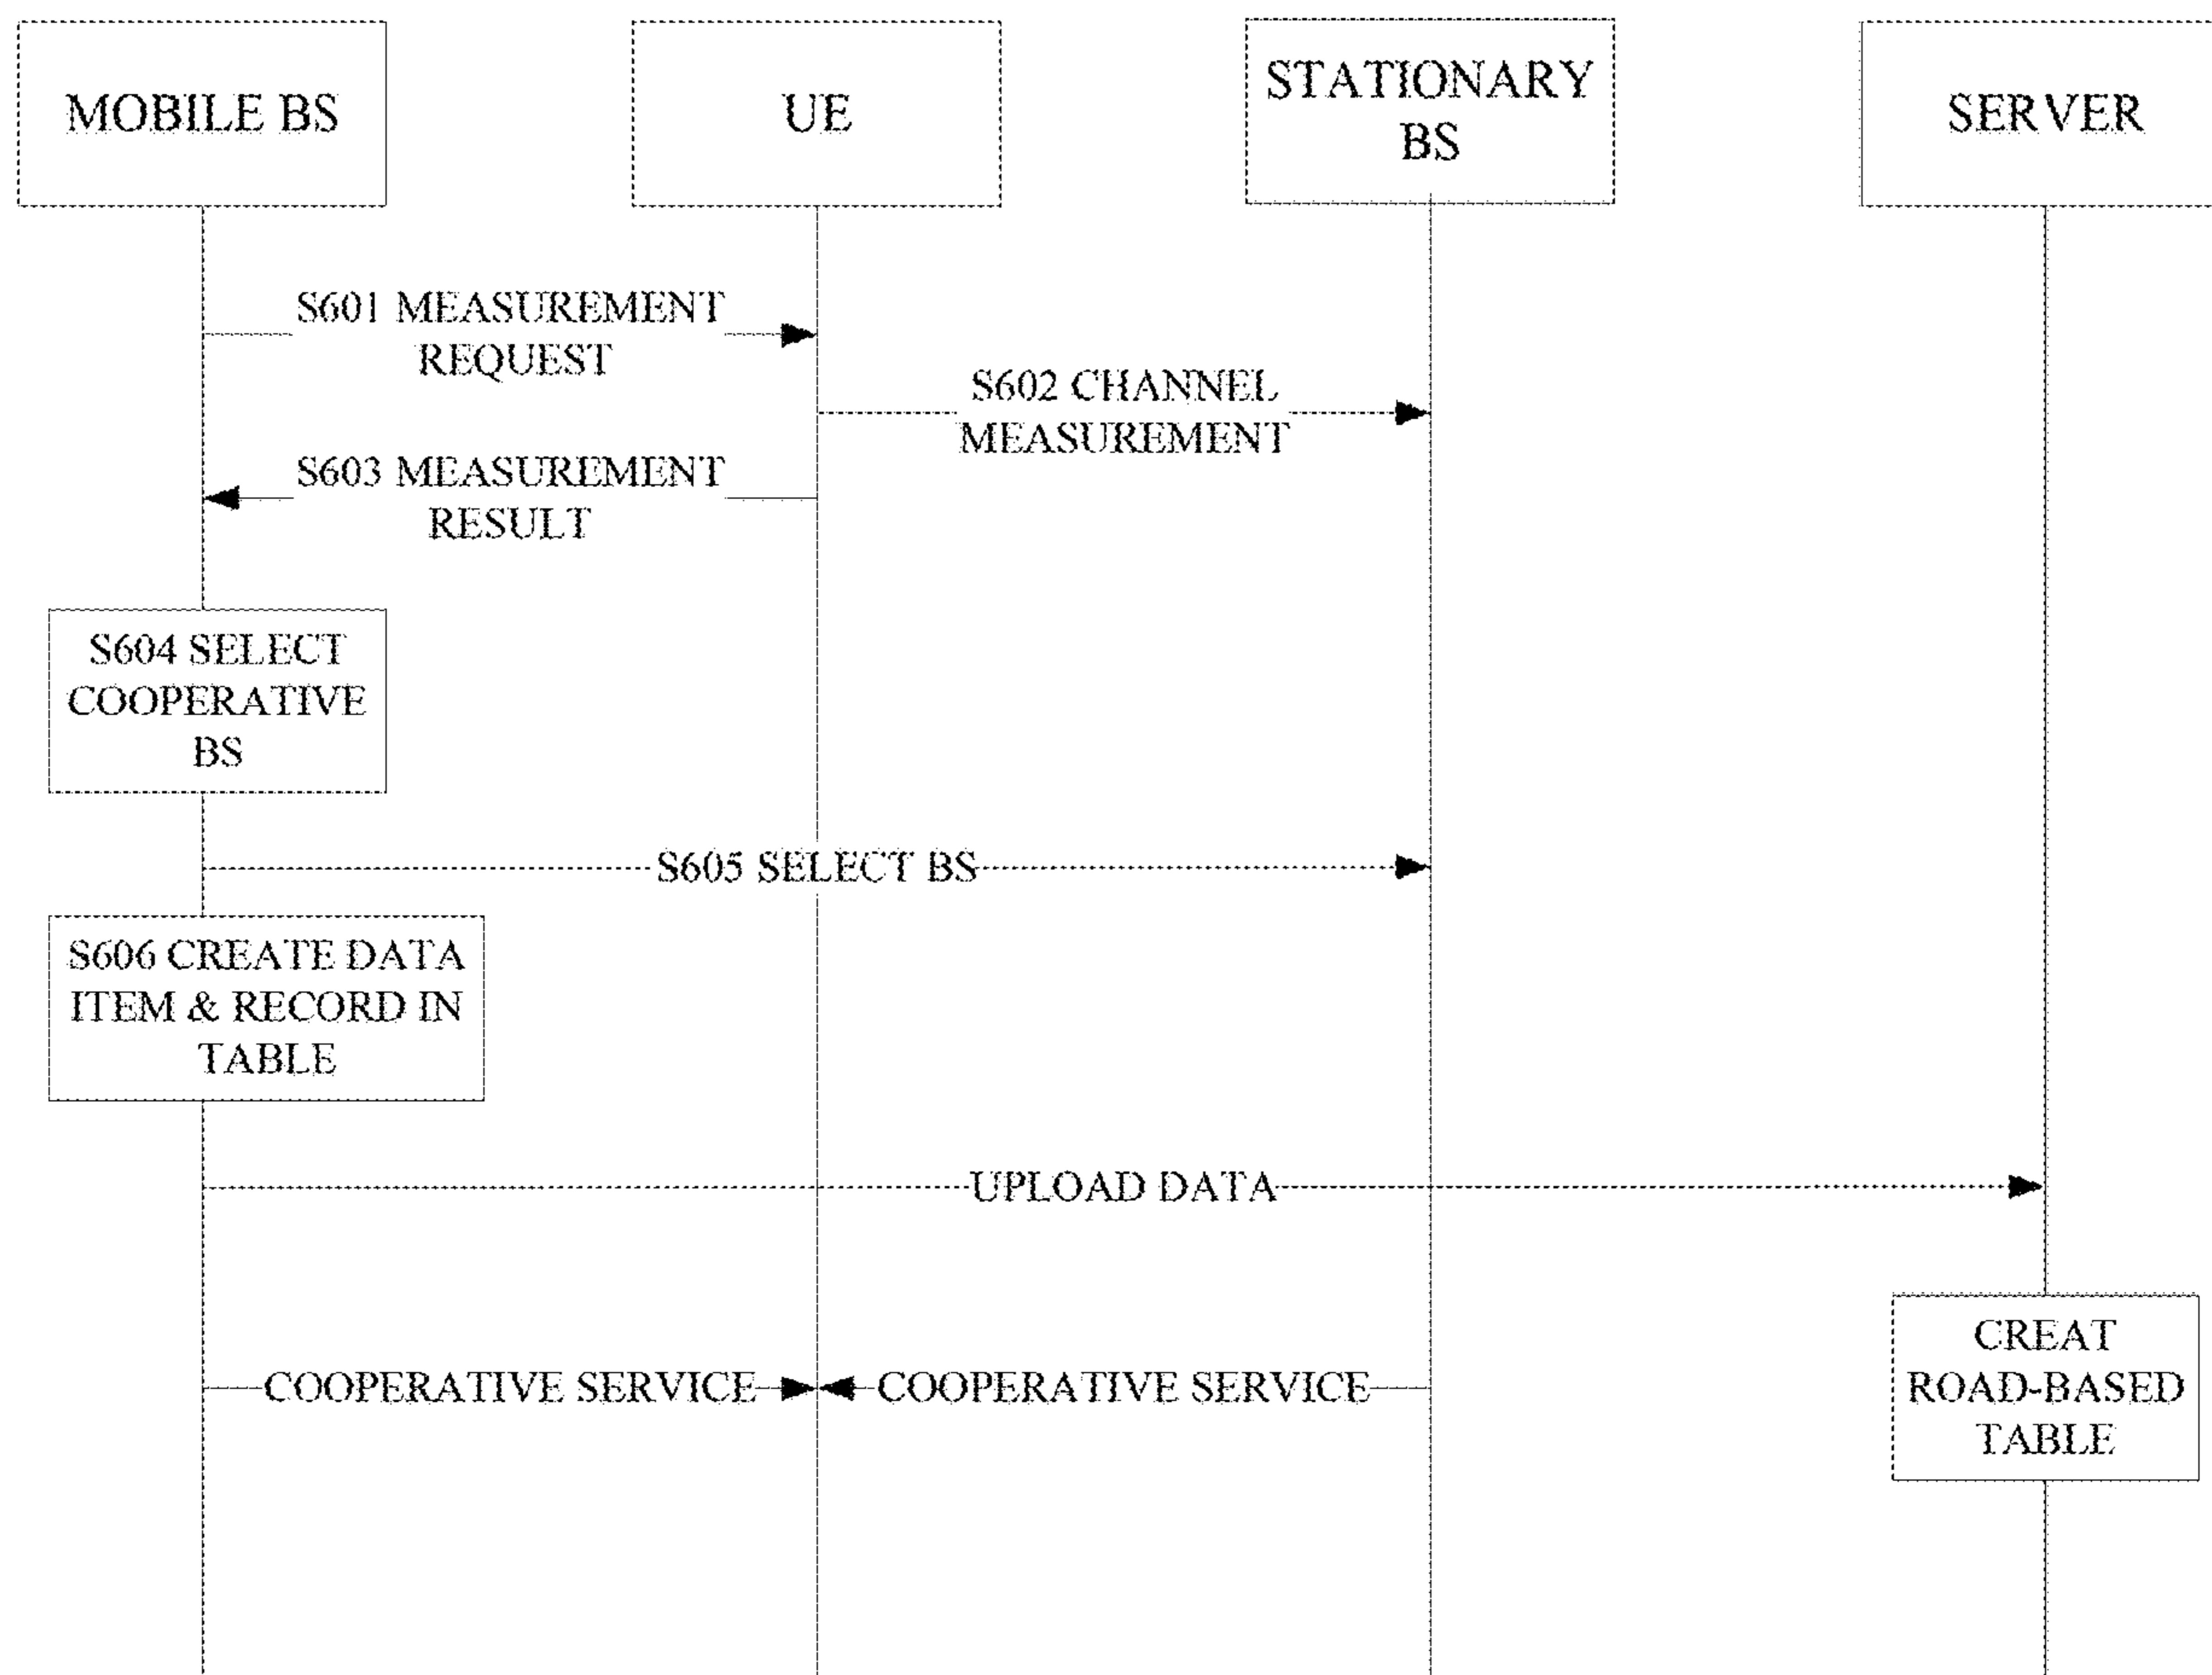 MOBILE BS
UE
STATIONARY
BS
SERVER
S601 MEASUREMENT
REQUEST
S602 CHANNEL
MEASUREMENT
S603 MEASUREMENT
RESULT
S604 SELECT
COOPERATIVE
BS
S605 SELECT BS
S606 CREATE DATA
ITEM & RECORD IN
TABLE
UPLOAD DATA
COOPERATIVE SERVICE
COOPERATIVE SERVICE
CREAT
ROAD-BASED
TABLE